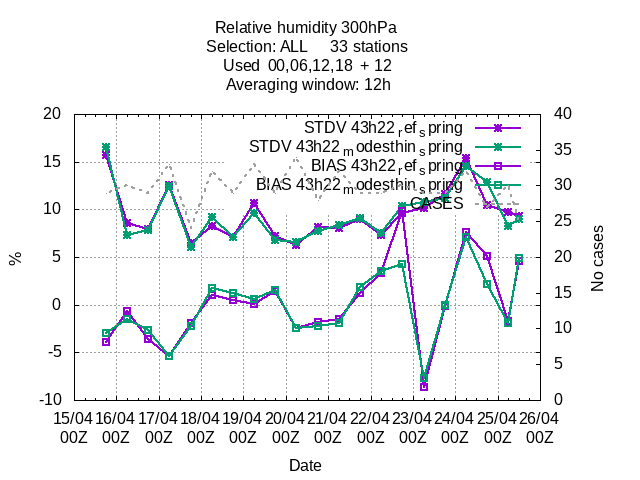 Relative humidity 300hPa
Selection: ALL 33 stations
Used 00,06,12,18 + 12
Averaging window: 12h
20 40
STDV 43h22refspring
STDV 43h22modesthinspring
BIAS 43h22refspring
BIAS 43h22modesthinspring
CASES
35
15
30
10
25
5
20
%
No cases
0
15
10
-5
5
-10 0
15/04 16/04 17/04 18/04 19/04 20/04 21/04 22/04 23/04 24/04 25/04 26/04
00Z 00Z 00Z 00Z 00Z 00Z 00Z 00Z 00Z 00Z 00Z 00Z
Date